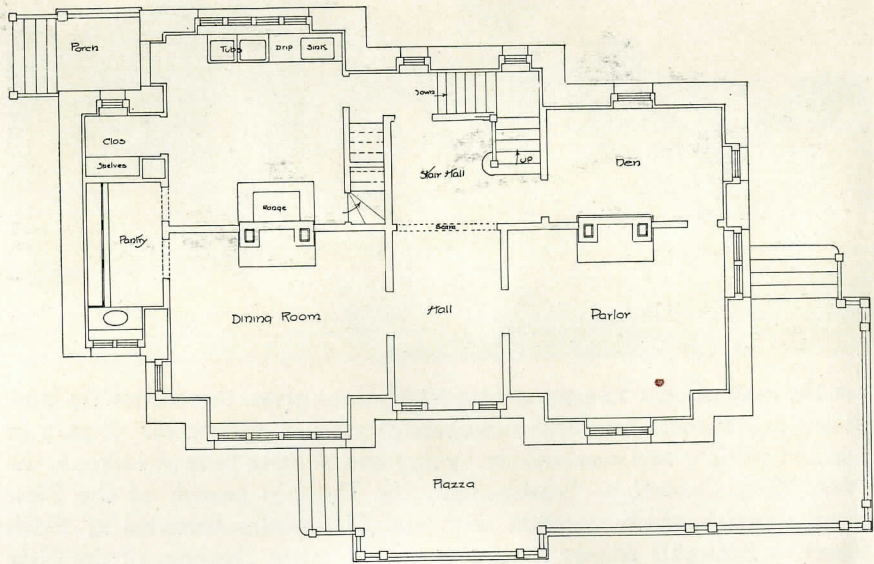 Porch
Tubs Drip Sink
Down
Clos
Shelves
Stair Hall
UP
Den
Range
Beam
Pantry
Dining Room
Hall
Parlor
Piazza